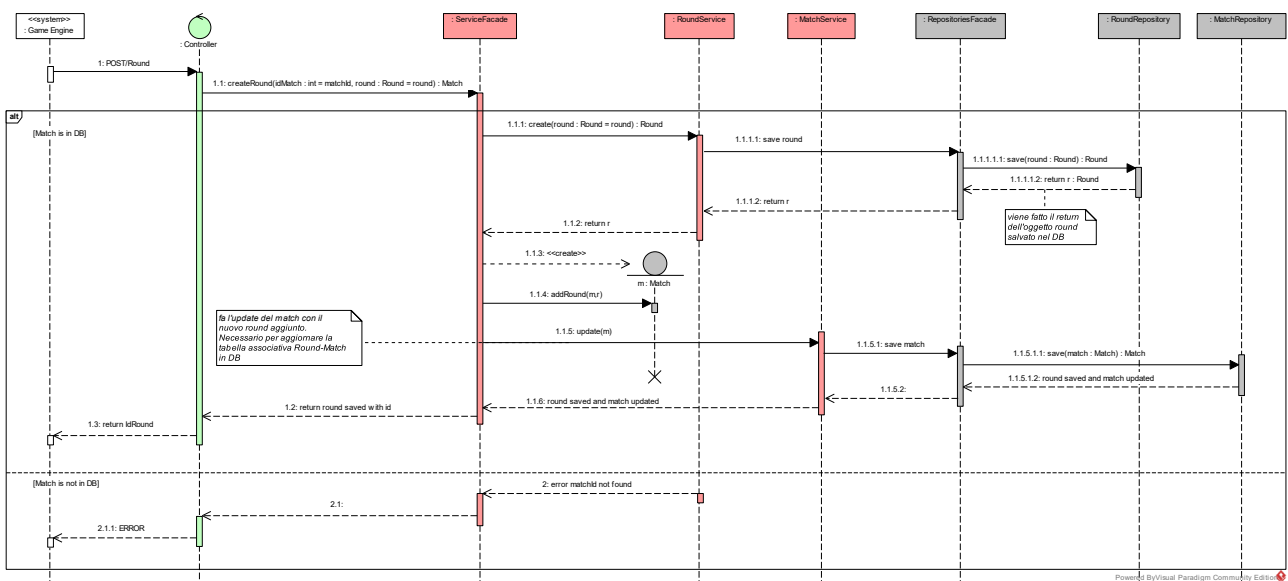 <<system>>
: Game Engine
: Controller
: ServiceFacade
: RoundService
: MatchService
: RepositoriesFacade
: RoundRepository
: MatchRepository
1: POST/Round
1.1: createRound(idMatch : int = matchId, round : Round = round) : Match
alt
[Match is in DB]
1.1.1: create(round : Round = round) : Round
1.1.1.1: save round
1.1.1.1.1: save(round : Round) : Round
1.1.1.1.2: return r : Round
1.1.1.2: return r
viene fatto il return
dell'oggetto round
salvato nel DB
1.1.2: return r
1.1.3: <<create>>
m : Match
1.1.4: addRound(m,r)
fa l'update del match con il
nuovo round aggiunto.
Necessario per aggiornare la
tabella associativa Round-Match
in DB
1.1.5: update(m)
1.1.5.1: save match
1.1.5.1.1: save(match : Match) : Match
1.1.5.1.2: round saved and match updated
1.1.5.2:
1.1.6: round saved and match updated
1.2: return round saved with id
1.3: return IdRound
[Match is not in DB]
2: error matchId not found
2.1:
2.1.1: ERROR
Powered ByVisual Paradigm Community Edition